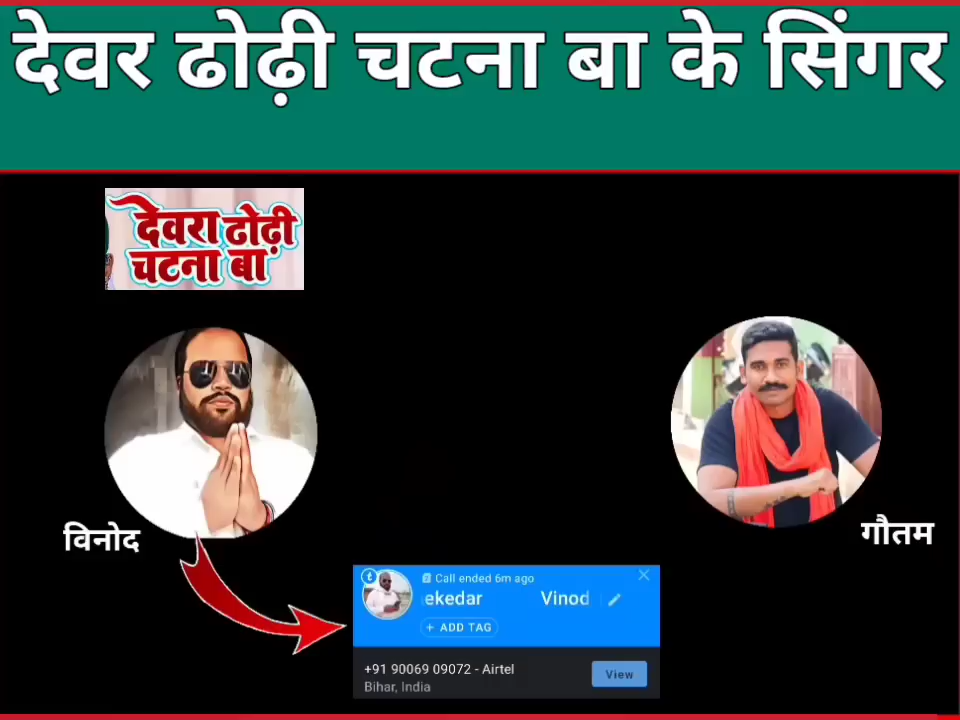 देवर ढोढ़ी चटना बा के सिंगर
देवरा ढोढ़ी
चटना बा
विनोद
गौतम
Call ended 6m ago
ekedar Vinod
+ ADD TAG
+91 90069 09072 - Airtel
Bihar, India
View